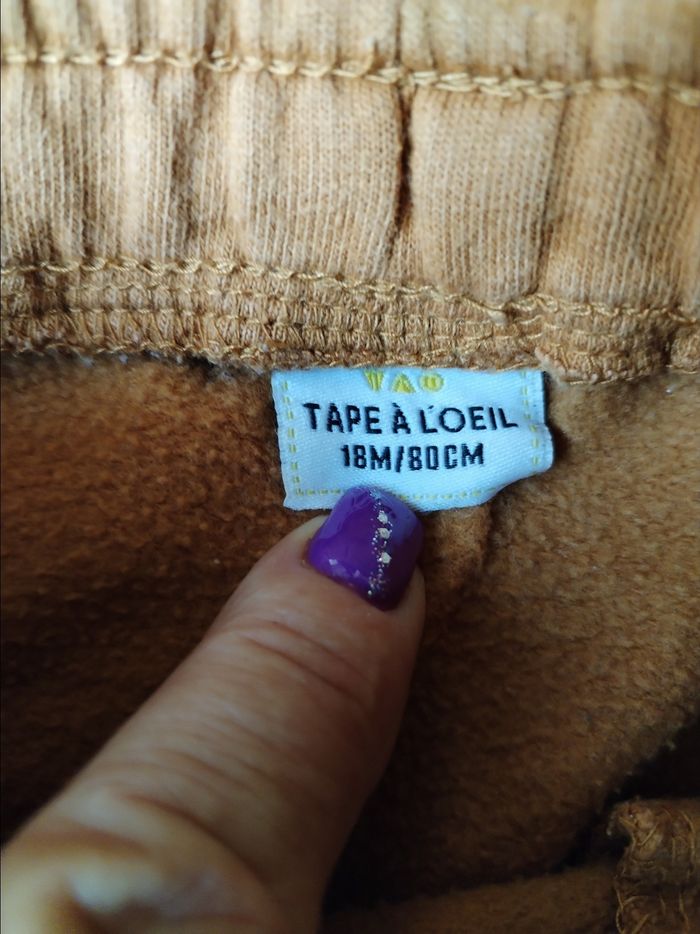 TAO
TAPE À L'OEIL
18M/80CM